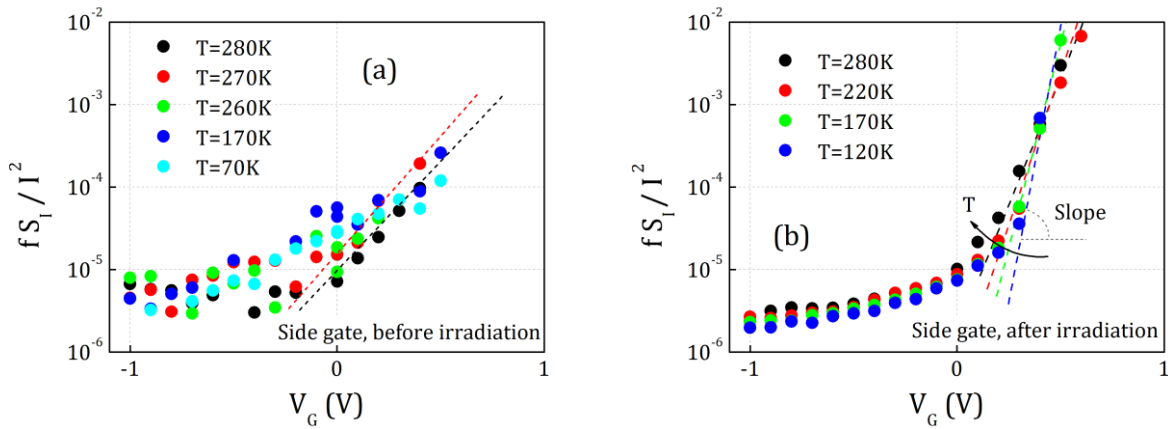 10⁻²
10⁻³
10⁻⁴
10⁻⁵
10⁻⁶
f S_I / I²
T=280K
T=270K
T=260K
T=170K
T=70K
(a)
Side gate, before irradiation
-1
0
1
V_G (V)
10⁻²
10⁻³
10⁻⁴
10⁻⁵
10⁻⁶
f S_I / I²
T=280K
T=220K
T=170K
T=120K
T
Slope
(b)
Side gate, after irradiation
-1
0
1
V_G (V)